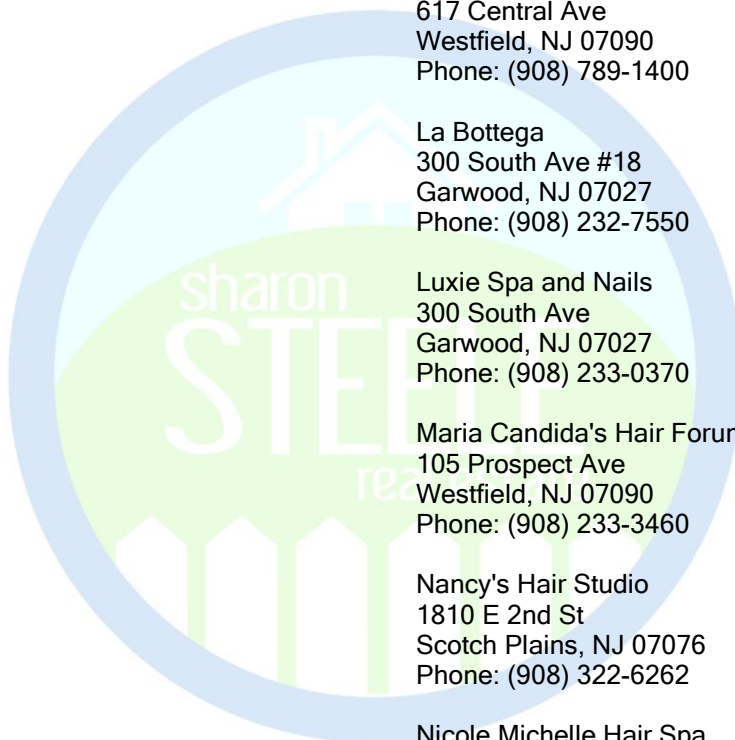 617 Central Ave
Westfield, NJ 07090
Phone: (908) 789-1400
La Bottega
300 South Ave #18
Garwood, NJ 07027
Phone: (908) 232-7550
Luxie Spa and Nails
300 South Ave
Garwood, NJ 07027
Phone: (908) 233-0370
Maria Candida's Hair
105 Prospect Ave
Westfield, NJ 07090
Phone: (908) 233-3460
Nancy's Hair Studio
1810 E 2nd St
Scotch Plains, NJ 07076
Phone: (908) 322-6262
Nicole Michelle Hair Spa
sharon
STEELE